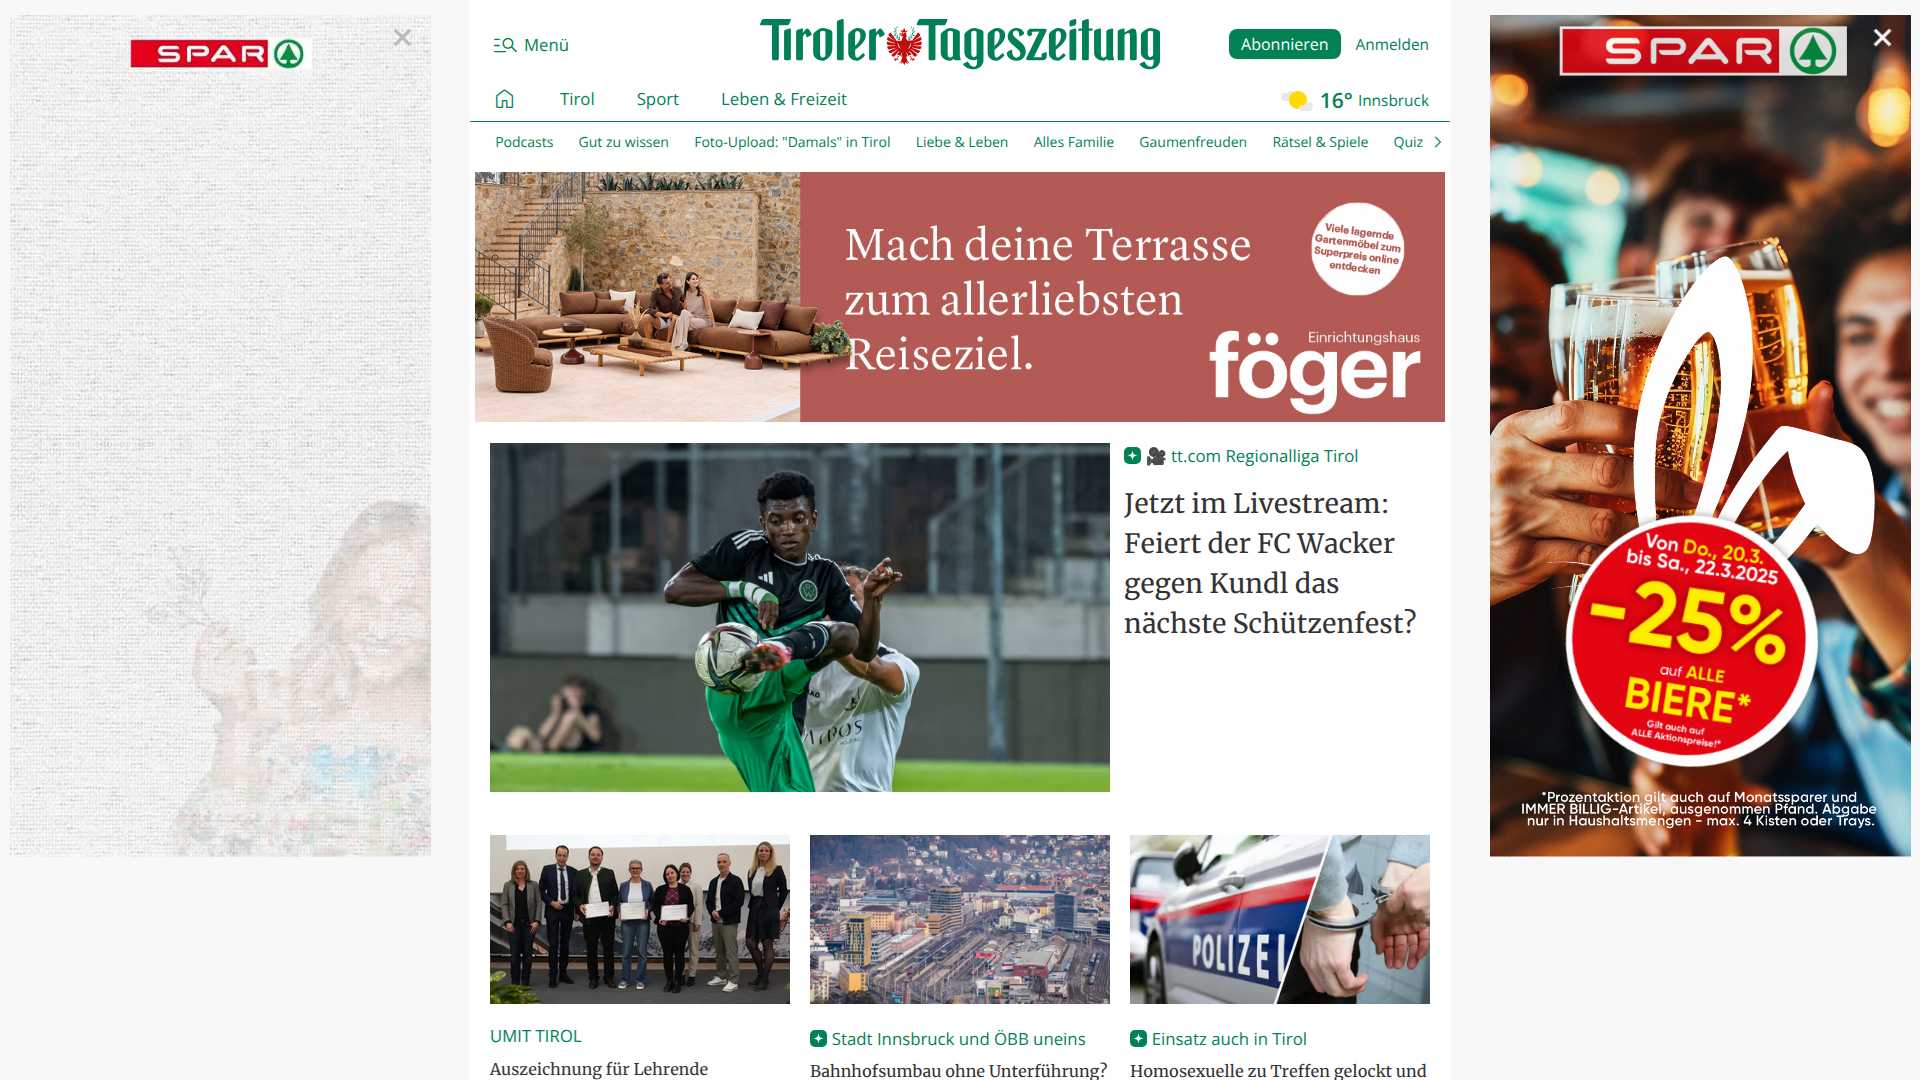 SPAR
Menü
Tiroler Tageszeitung
Abonnieren
Anmelden
Tirol
Sport
Leben & Freizeit
16° Innsbruck
Podcasts
Gut zu wissen
Foto-Upload: "Damals" in Tirol
Liebe & Leben
Alles Familie
Gaumenfreuden
Rätsel & Spiele
Quiz
Mach deine Terrasse
zum allerliebsten
Reiseziel.
Viele lagernde
Gartenmöbel zum
Superpreis online
entdecken
Einrichtungshaus
föger
tt.com Regionalliga Tirol
Jetzt im Livestream:
Feiert der FC Wacker
gegen Kundl das
nächste Schützenfest?
POLIZEI
UMIT TIROL
Auszeichnung für Lehrende
Stadt Innsbruck und ÖBB uneins
Bahnhofsumbau ohne Unterführung?
Einsatz auch in Tirol
Homosexuelle zu Treffen gelockt und
SPAR
Von Do., 20.3.
bis Sa., 22.3.2025
-25%
auf ALLE
BIERE*
Gilt auch auf
ALLE Aktionspreise!*
*Prozentaktion gilt auch auf Monatssparer und
IMMER BILLIG-Artikel, ausgenommen Pfand. Abgabe
nur in Haushaltsmengen - max. 4 Kisten oder Trays.